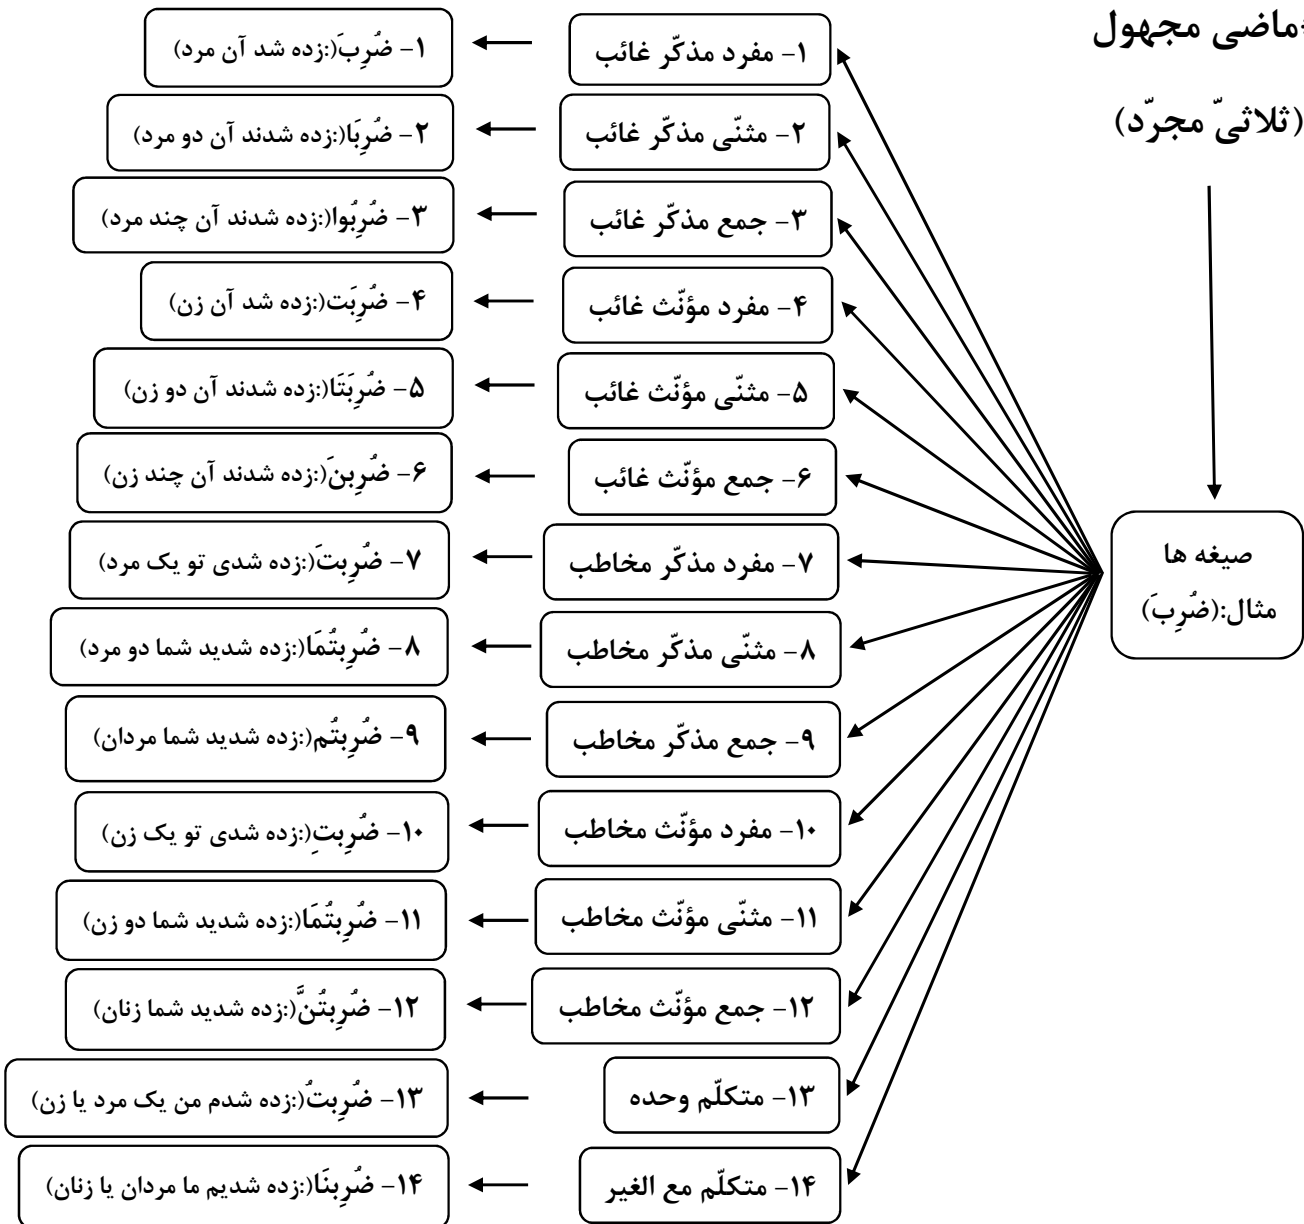 ماضی مجهول
(ثلاثیّ مجرّد)
صیغه ها
مثال:(ضُرِبَ)
۱- مفرد مذکّر غائب
۱- ضُرِبَ(:زده شد آن مرد)
۲- مثنّی مذکّر غائب
۲- ضُرِبَا(:زده شدند آن دو مرد)
۳- جمع مذکّر غائب
۳- ضُرِبُوا(:زده شدند آن چند مرد)
۴- مفرد مؤنّث غائب
۴- ضُرِبَت(:زده شد آن زن)
۵- مثنّی مؤنّث غائب
۵- ضُرِبَتَا(:زده شدند آن دو زن)
۶- جمع مؤنّث غائب
۶- ضُرِبنَ(:زده شدند آن چند زن)
۷- مفرد مذکّر مخاطب
۷- ضُرِبتَ(:زده شدی تو یک مرد)
۸- مثنّی مذکّر مخاطب
۸- ضُرِبتُمَا(:زده شدید شما دو مرد)
۹- جمع مذکّر مخاطب
۹- ضُرِبتُم(:زده شدید شما مردان)
۱۰- مفرد مؤنّث مخاطب
۱۰- ضُرِبتِ(:زده شدی تو یک زن)
۱۱- مثنّی مؤنّث مخاطب
۱۱- ضُرِبتُمَا(:زده شدید شما دو زن)
۱۲- جمع مؤنّث مخاطب
۱۲- ضُرِبتُنَّ(:زده شدید شما زنان)
۱۳- متکلّم وحده
۱۳- ضُرِبتُ(:زده شدم من یک مرد یا زن)
۱۴- متکلّم مع الغیر
۱۴- ضُرِبنَا(:زده شدیم ما مردان یا زنان)